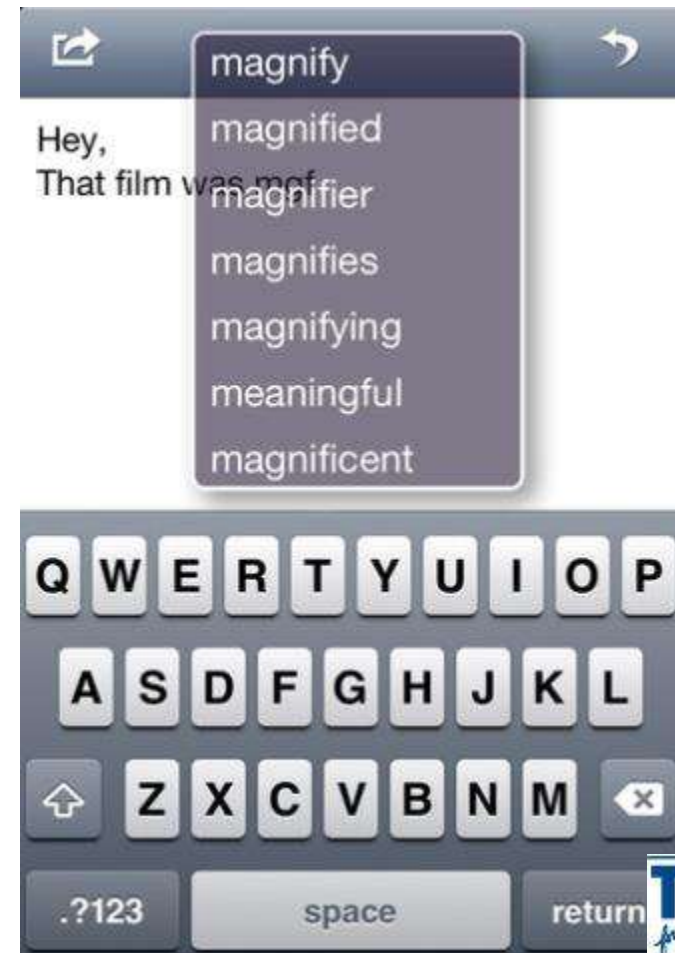 magnify
magnified
Hey,
That film was mgf
magnifier
magnifies
magnifying
meaningful
magnificent
Q W E R T Y U I O P
A S D F G H J K L
Z X C V B N M
.?123 space return